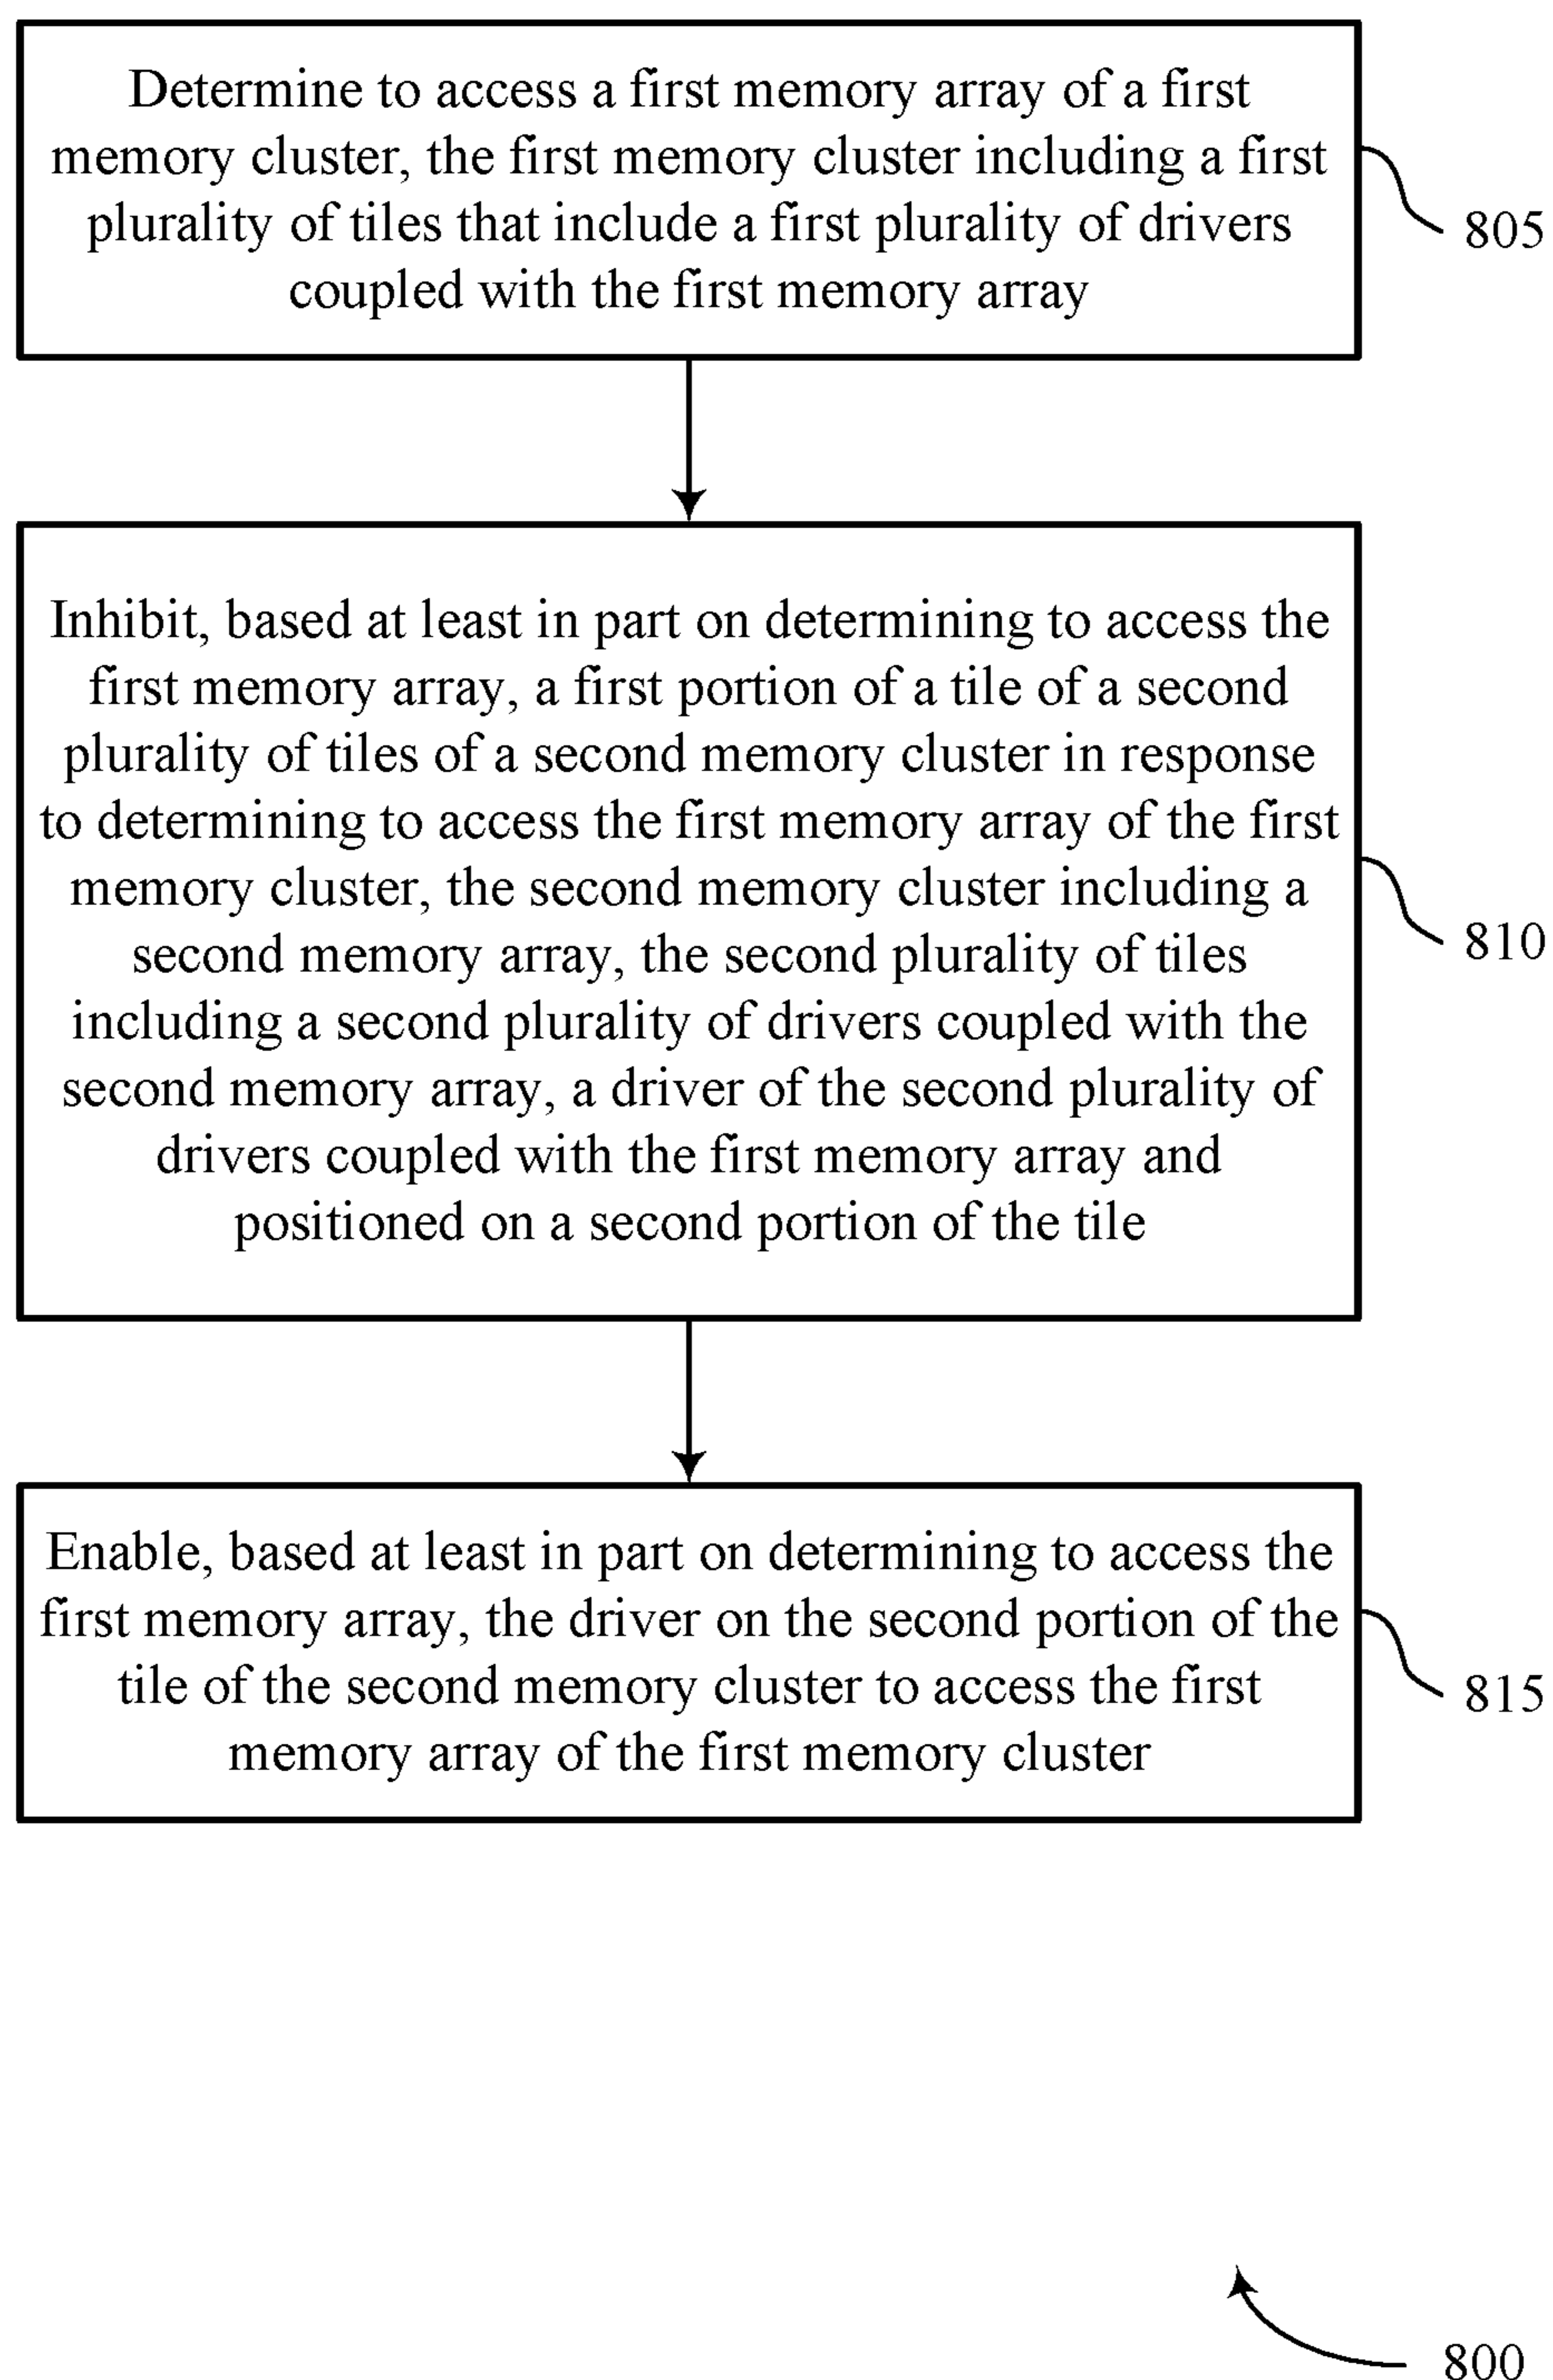 Determine to access a first memory array of a first
memory cluster, the first memory cluster including a first
plurality of tiles that include a first plurality of drivers
coupled with the first memory array
805
Inhibit, based at least in part on determining to access the
first memory array, a first portion of a tile of a second
plurality of tiles of a second memory cluster in response
to determining to access the first memory array of the first
memory cluster, the second memory cluster including a
second memory array, the second plurality of tiles
including a second plurality of drivers coupled with the
second memory array, a driver of the second plurality of
drivers coupled with the first memory array and
positioned on a second portion of the tile
810
Enable, based at least in part on determining to access the
first memory array, the driver on the second portion of the
tile of the second memory cluster to access the first
memory array of the first memory cluster
815
800